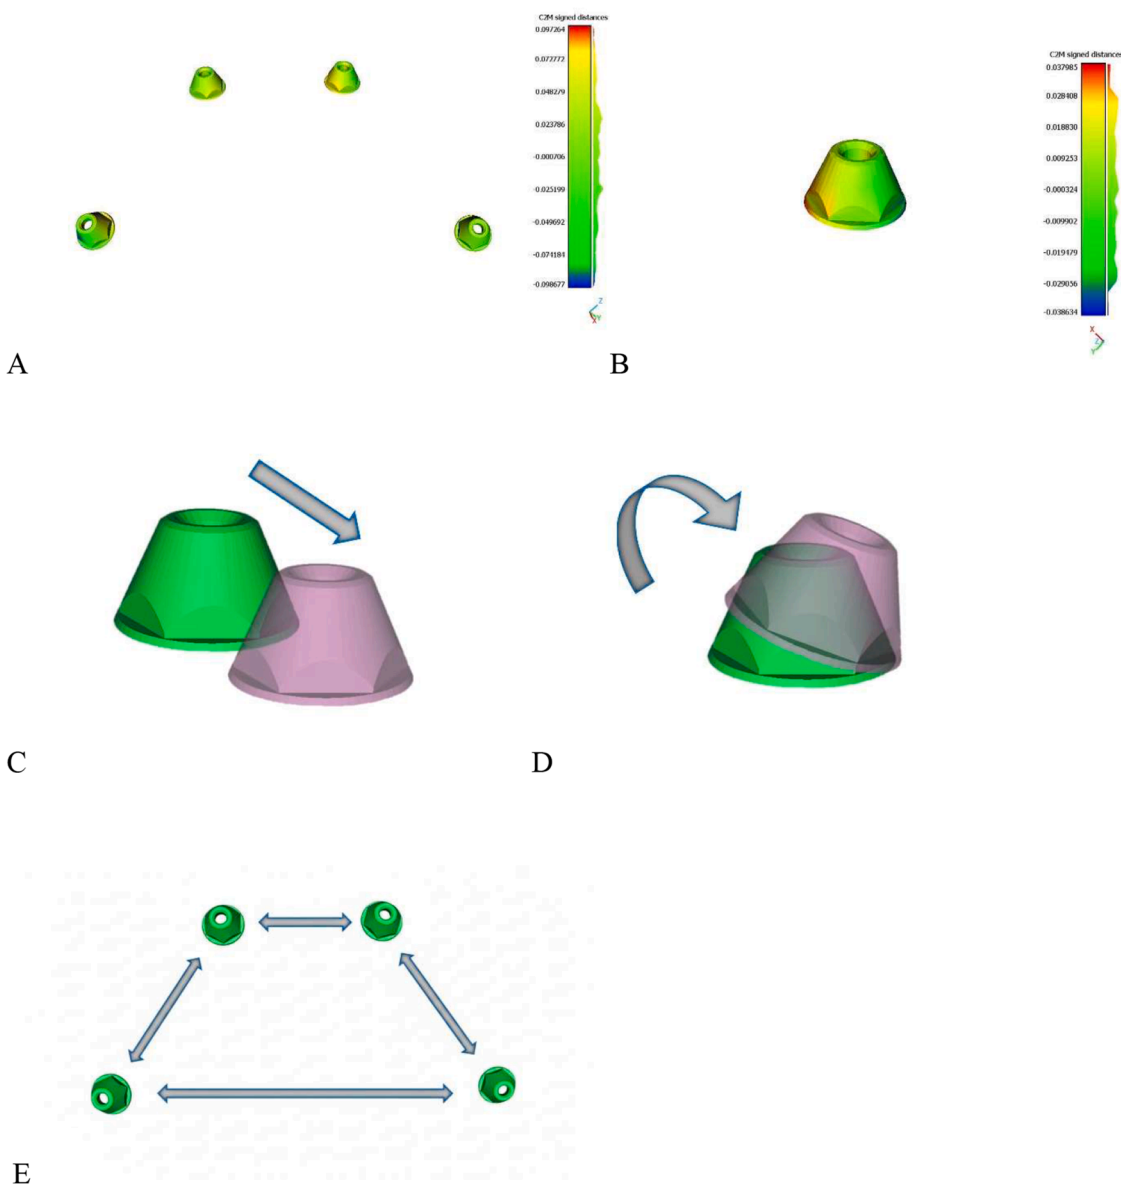 C2M signed distances
0.097264
0.072772
0.048279
0.023786
-0.000706
-0.025199
-0.049692
-0.074184
-0.098677
Z
Y
X
A
C2M signed distances
0.037985
0.028408
0.018830
0.009253
-0.000324
-0.009902
-0.019479
-0.029056
-0.038634
X
Z
Y
B
C
D
E